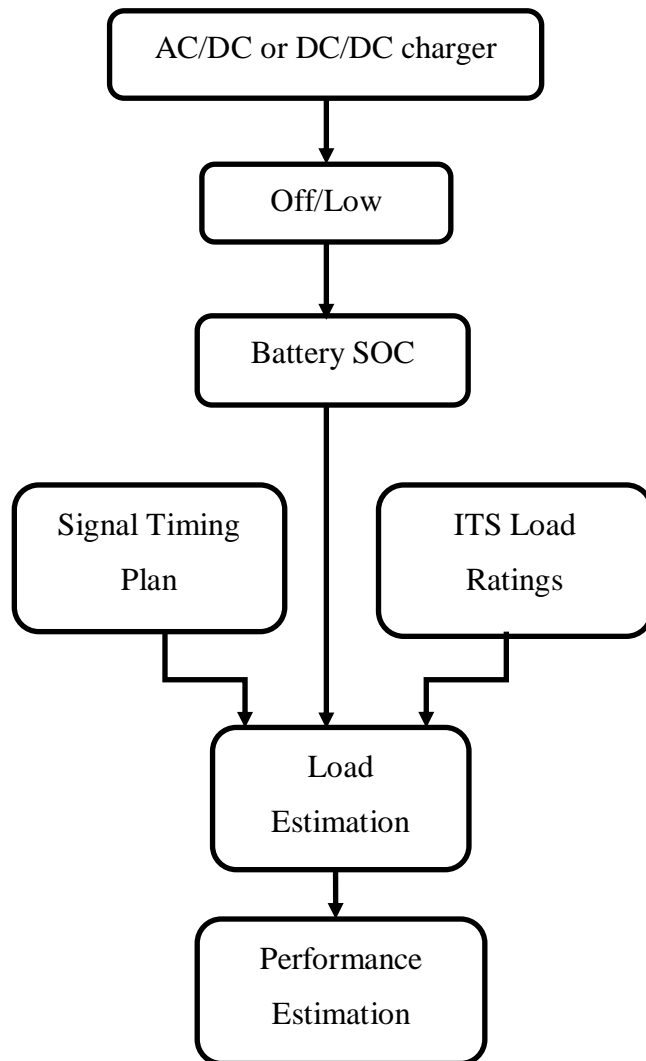 AC/DC or DC/DC charger
Off/Low
Battery SOC
Signal Timing
Plan
ITS Load
Ratings
Load
Estimation
Performance
Estimation